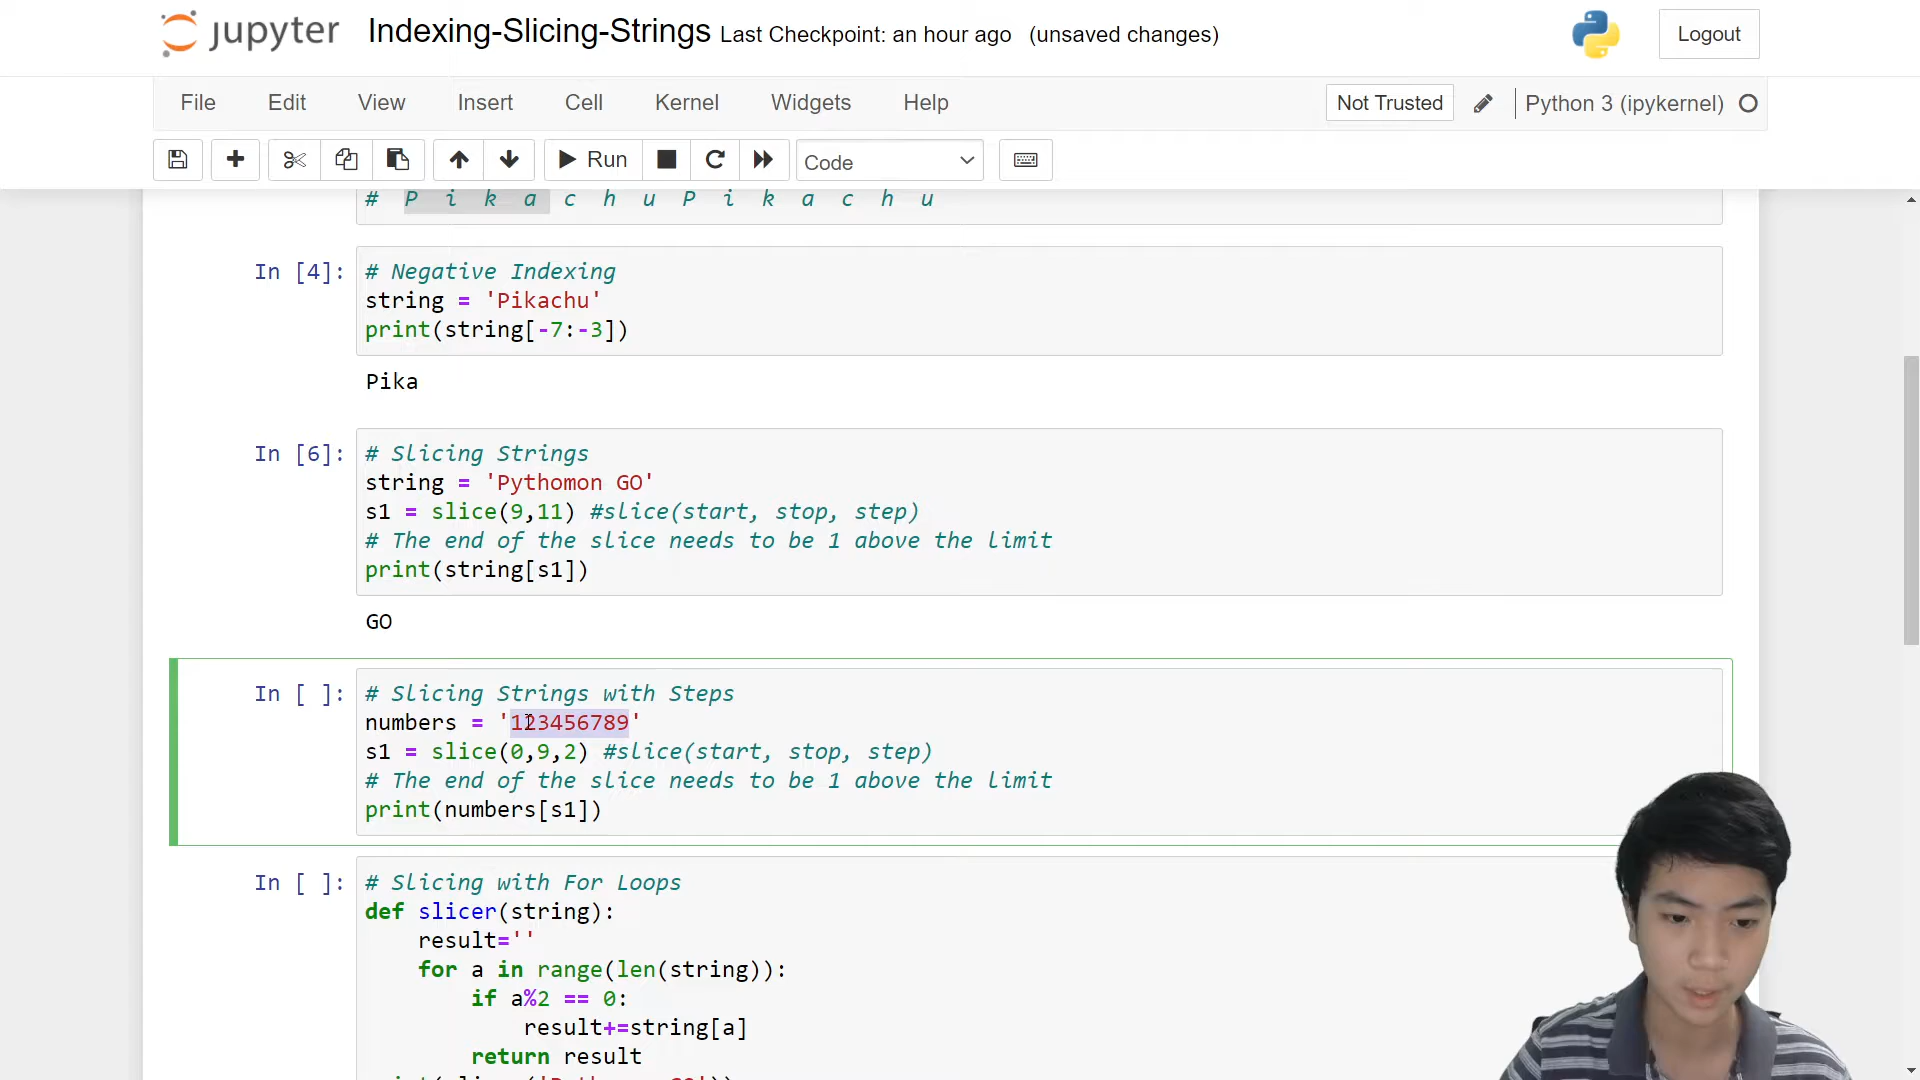 jupyter Indexing-Slicing-Strings Last Checkpoint: an hour ago (unsaved changes) Logout
File Edit View Insert Cell Kernel Widgets Help Not Trusted Python 3 (ipykernel)
Run Code
# P i k a c h u P i k a c h u
In [4]: # Negative Indexing
string = 'Pikachu'
print(string[-7:-3])
Pika
In [6]: # Slicing Strings
string = 'Pythomon GO'
s1 = slice(9,11) #slice(start, stop, step)
# The end of the slice needs to be 1 above the limit
print(string[s1])
GO
In [ ]: # Slicing Strings with Steps
numbers = '123456789'
s1 = slice(0,9,2) #slice(start, stop, step)
# The end of the slice needs to be 1 above the limit
print(numbers[s1])
In [ ]: # Slicing with For Loops
def slicer(string):
result=''
for a in range(len(string)):
if a%2 == 0:
result+=string[a]
return result